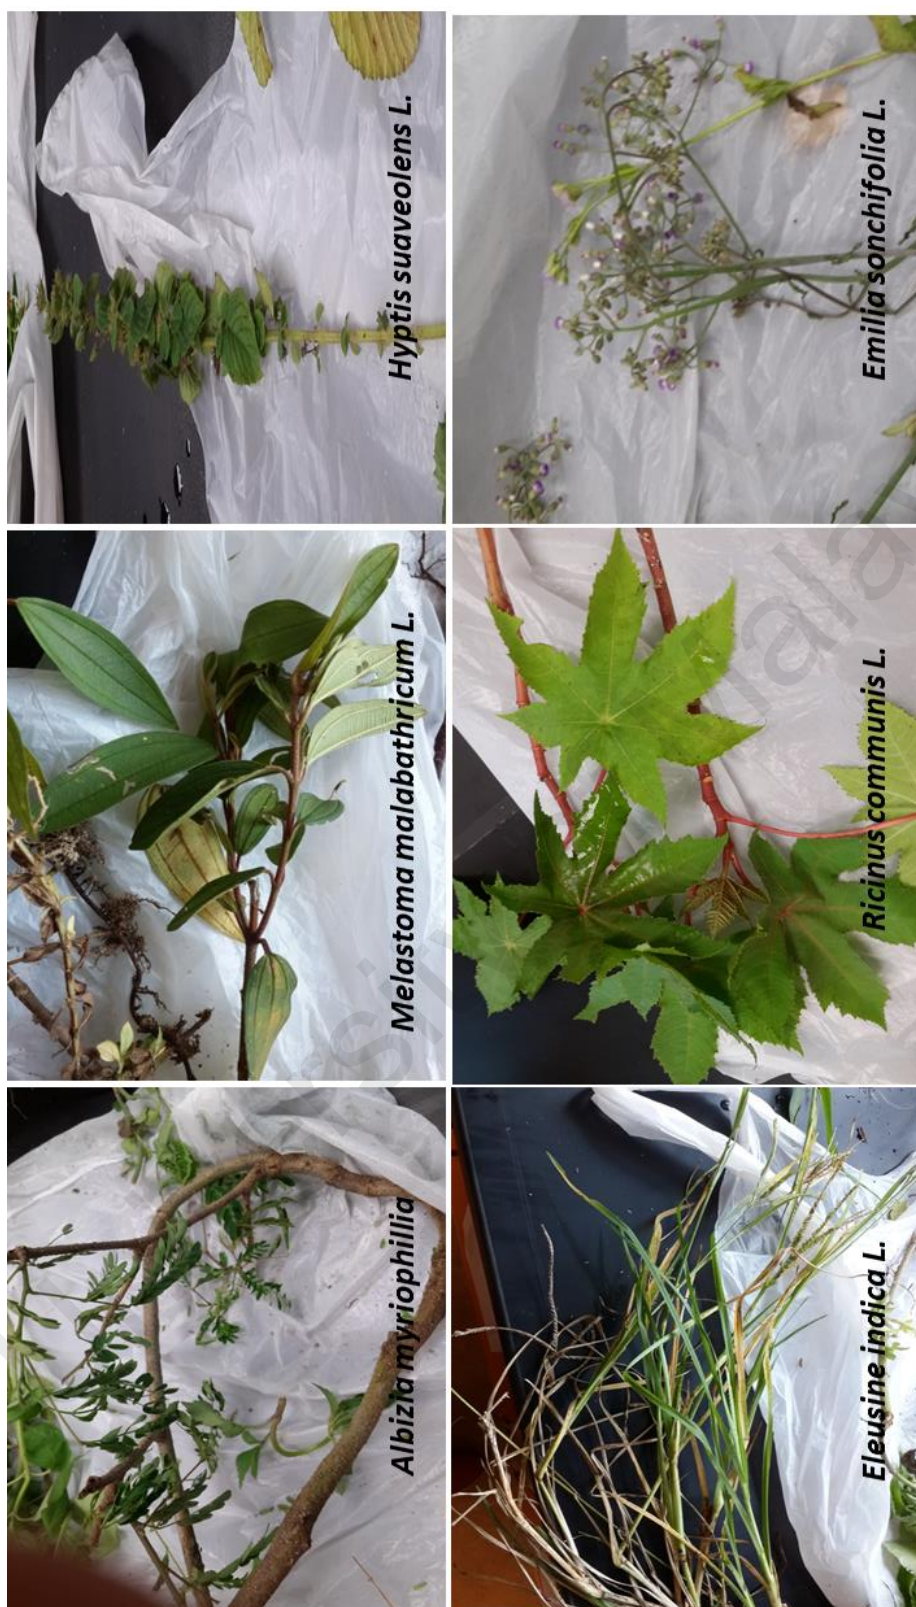 Albizia myriophillia
Melastoma malabathricum L.
Hyptis suaveolens L.
Eleusine indica L.
Ricinus communis L.
Emilia sonchifolia L.